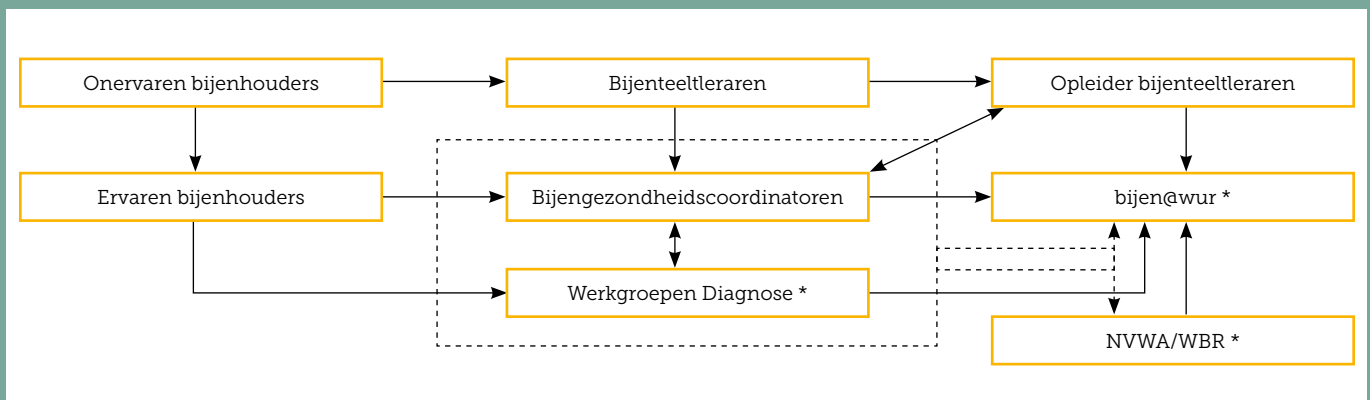 Onervaren bijenhouders
Bijenteeltleraren
Opleider bijenteeltleraren
Ervaren bijenhouders
Bijengezondheidscoordinatoren
bijen@wur *
Werkgroepen Diagnose *
NVWA/WBR *